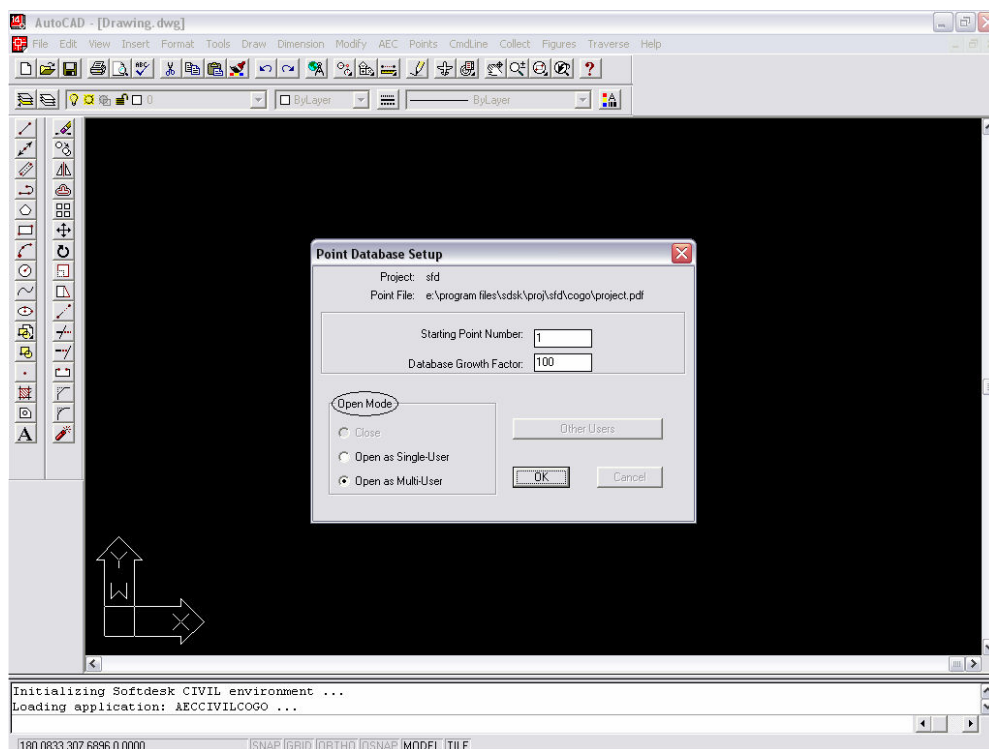 AutoCAD - [Drawing.dwg]
File Edit View Insert Format Tools Draw Dimension Modify AEC Points CmdLine Collect Figures Traverse Help
0 ByLayer ByLayer
Point Database Setup
Project: sfd
Point File: e:\program files\sdsk\proj\sfd\cogo\project.pdf
Starting Point Number: 1
Database Growth Factor: 100
Open Mode
Close
Other Users
Open as Single-User
Open as Multi-User
OK Cancel
Y
W
X
Initializing Softdesk CIVIL environment ...
Loading application: AECCIVILCOGO ...
180.0833,307.6896,0.0000 SNAP GRID ORTHO OSNAP MODEL TILE